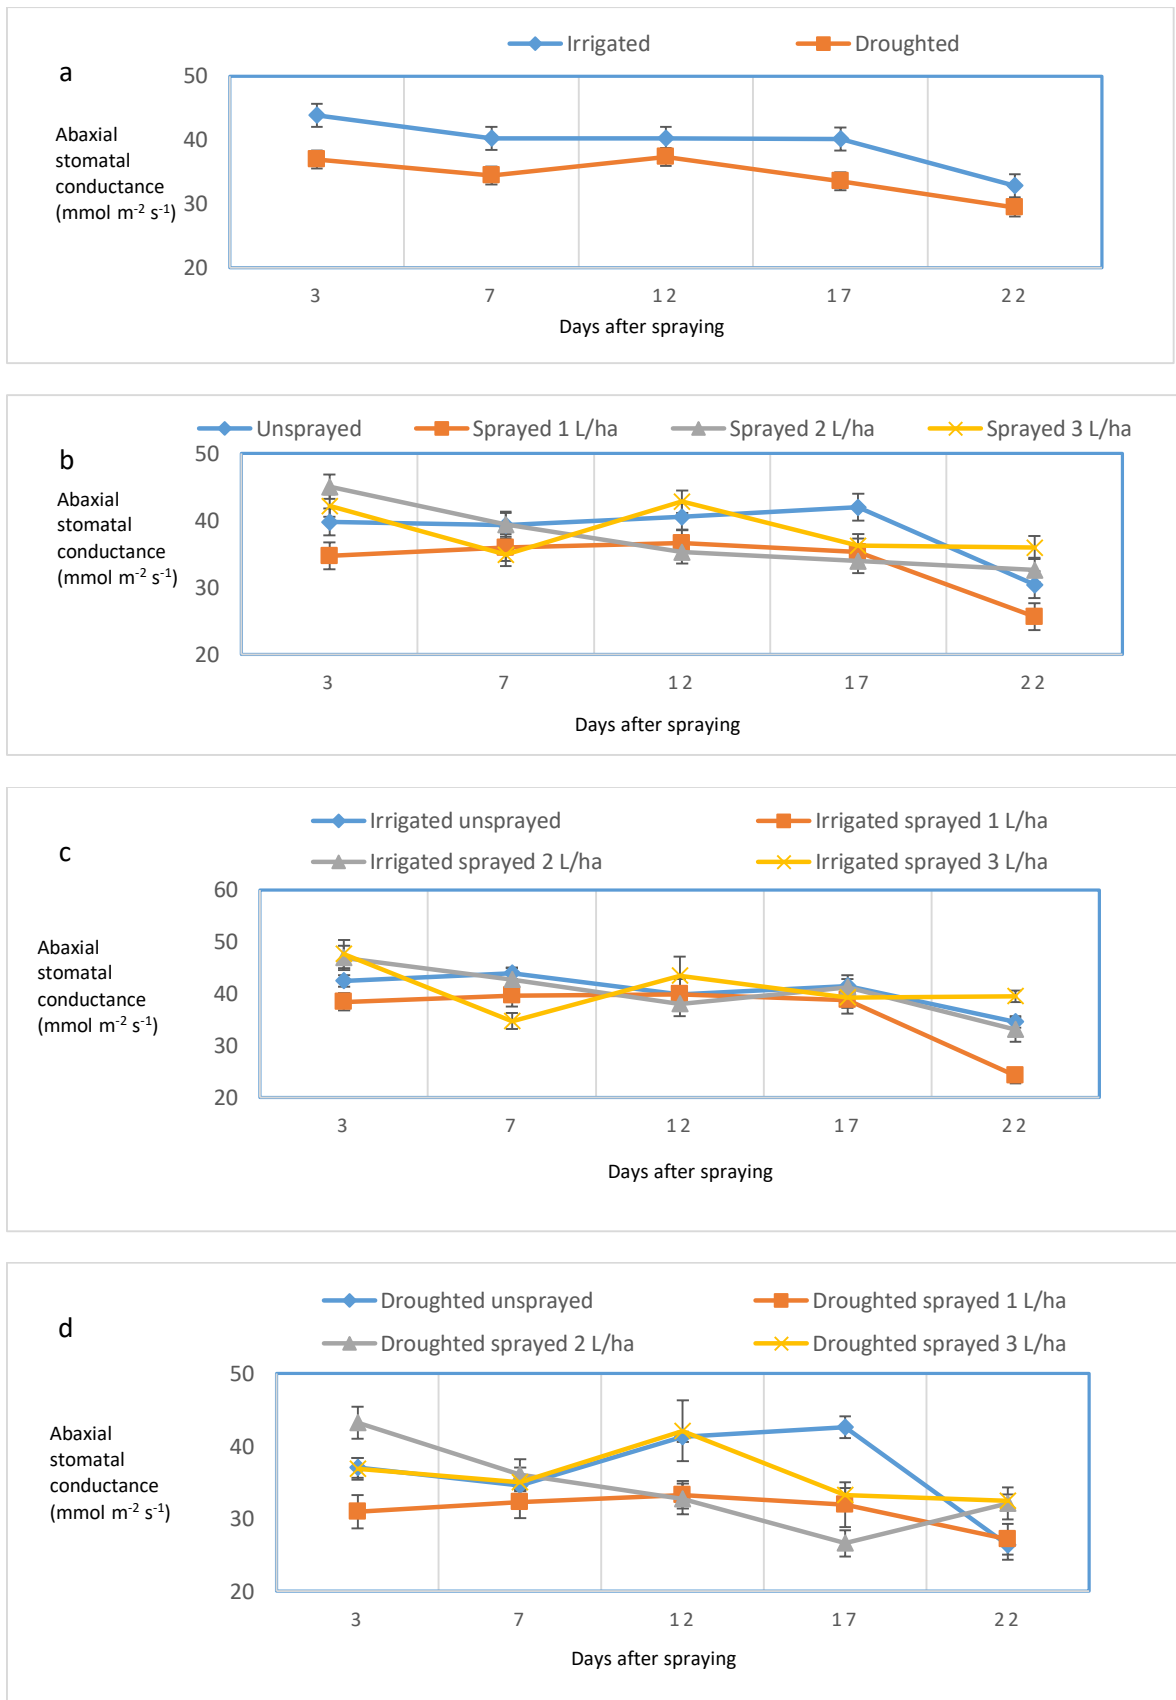 Irrigated Droughted
a
50
Abaxial
stomatal
conductance
(mmol m⁻² s⁻¹)
40
30
20
3 7 12 17 22
Days after spraying
Unsprayed Sprayed 1 L/ha Sprayed 2 L/ha Sprayed 3 L/ha
b
50
Abaxial
stomatal
conductance
(mmol m⁻² s⁻¹)
40
30
20
3 7 12 17 22
Days after spraying
Irrigated unsprayed Irrigated sprayed 1 L/ha
c
Irrigated sprayed 2 L/ha Irrigated sprayed 3 L/ha
60
Abaxial
stomatal
conductance
(mmol m⁻² s⁻¹)
50
40
30
20
3 7 12 17 22
Days after spraying
Droughted unsprayed Droughted sprayed 1 L/ha
d
Droughted sprayed 2 L/ha Droughted sprayed 3 L/ha
50
Abaxial
stomatal
conductance
(mmol m⁻² s⁻¹)
40
30
20
3 7 12 17 22
Days after spraying